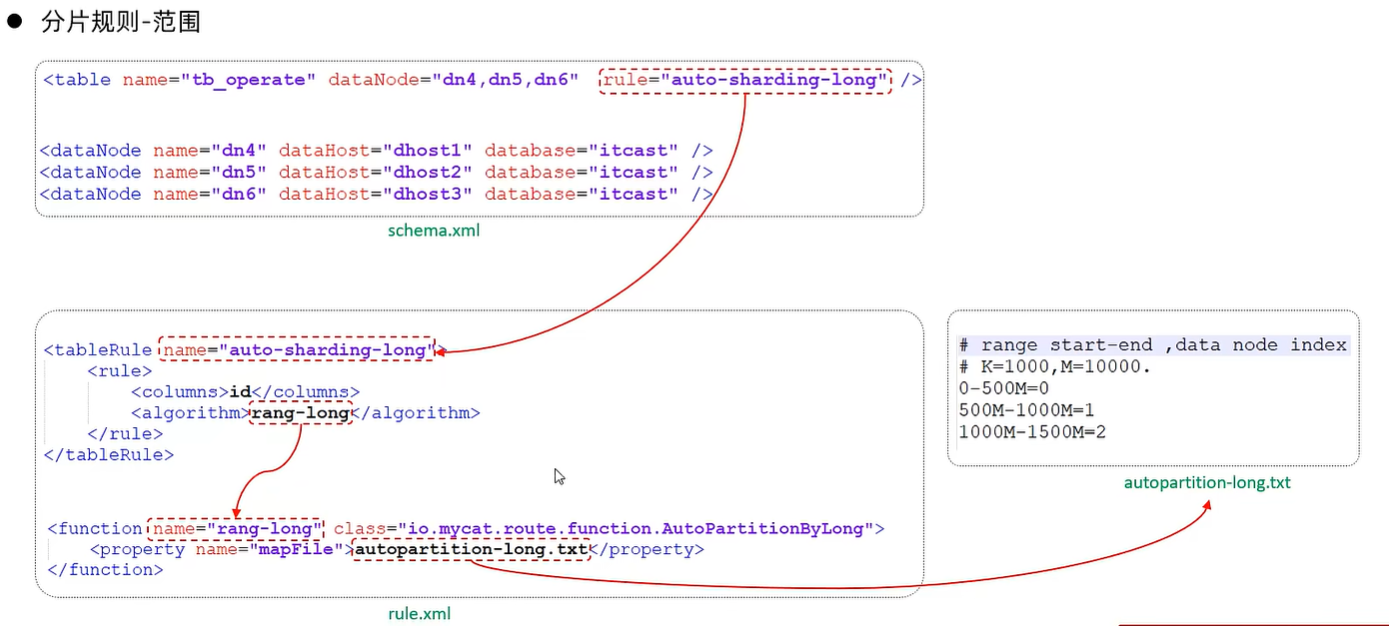 ● 分片规则-范围
<table name="tb_operate" dataNode="dn4,dn5,dn6" rule="auto-sharding-long" />
<dataNode name="dn4" dataHost="dhost1" database="itcast" />
<dataNode name="dn5" dataHost="dhost2" database="itcast" />
<dataNode name="dn6" dataHost="dhost3" database="itcast" />
schema.xml
<tableRule name="auto-sharding-long">
<rule>
<columns>id</columns>
<algorithm>rang-long</algorithm>
</rule>
</tableRule>
<function name="rang-long" class="io.mycat.route.function.AutoPartitionByLong">
<property name="mapFile">autopartition-long.txt</property>
</function>
rule.xml
# range start-end ,data node index
# K=1000,M=10000.
0-500M=0
500M-1000M=1
1000M-1500M=2
autopartition-long.txt